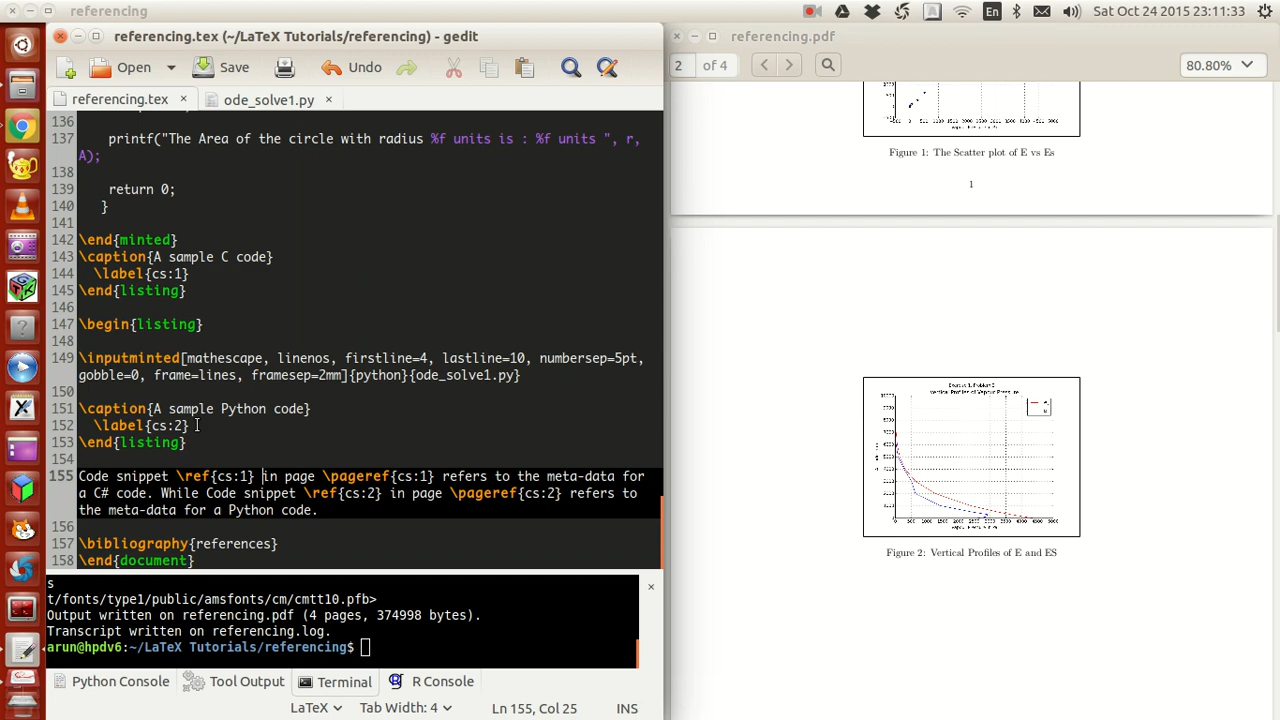 referencing
En
Sat Oct 24 2015 23:11:33
referencing.tex (~/LaTeX Tutorials/referencing) - gedit
Open
Save
Undo
referencing.tex × ode_solve1.py ×
136
137 printf("The Area of the circle with radius %f units is : %f units ", r,
A);
138
139 return 0;
140 }
141
142 \end{minted}
143 \caption{A sample C code}
144 \label{cs:1}
145 \end{listing}
146
147 \begin{listing}
148
149 \inputminted[mathescape, linenos, firstline=4, lastline=10, numbersep=5pt,
gobble=0, frame=lines, framesep=2mm]{python}{ode_solve1.py}
150
151 \caption{A sample Python code}
152 \label{cs:2}
153 \end{listing}
154
155 Code snippet \ref{cs:1} in page \pageref{cs:1} refers to the meta-data for
a C# code. While Code snippet \ref{cs:2} in page \pageref{cs:2} refers to
the meta-data for a Python code.
156
157 \bibliography{references}
158 \end{document}
s
t/fonts/type1/public/amsfonts/cm/cmtt10.pfb>
Output written on referencing.pdf (4 pages, 374998 bytes).
Transcript written on referencing.log.
arun@hpdv6:~/LaTeX Tutorials/referencing$
Python Console Tool Output Terminal R Console
LaTeX Tab Width: 4 Ln 155, Col 25 INS
referencing.pdf
2 of 4
80.80%
Figure 1: The Scatter plot of E vs Es
1
Vertical Profiles of Vapour Pressure
Figure 2: Vertical Profiles of E and ES